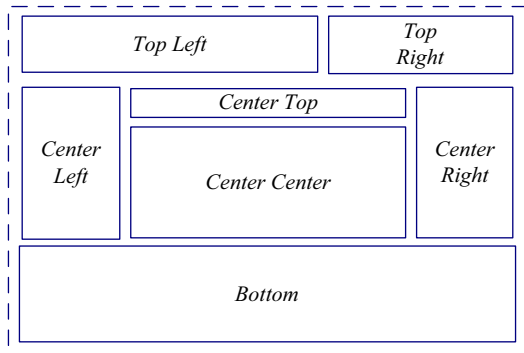 Top Left
Top
Right
Center Top
Center
Left
Center Center
Center
Right
Bottom